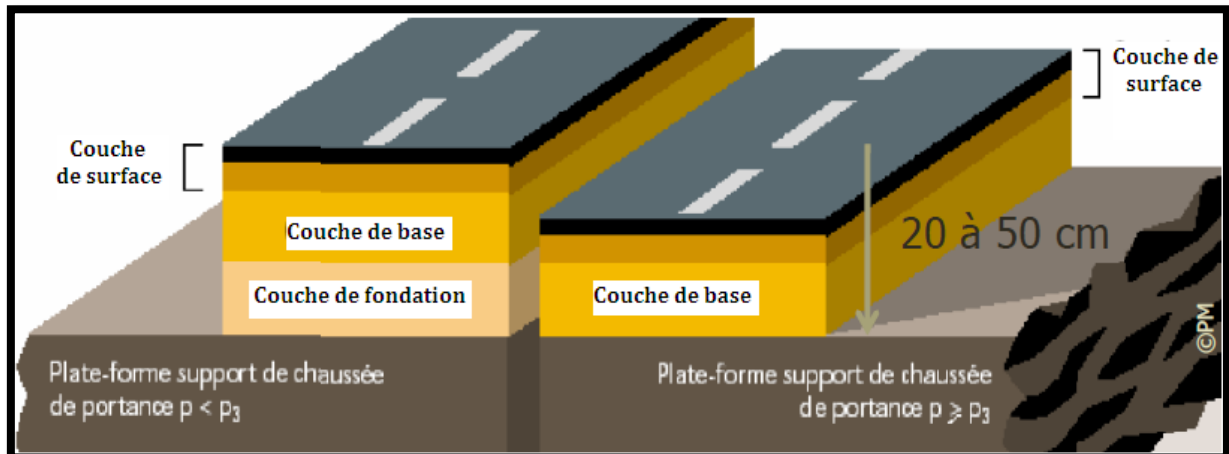 Couche de
surface
Couche
de surface
Couche de base
20 à 50 cm
Couche de fondation
Couche de base
Plate-forme support de chaussée
de portance p < p₃
Plate-forme support de chaussée
de portance p ⩾ p₃
©PM